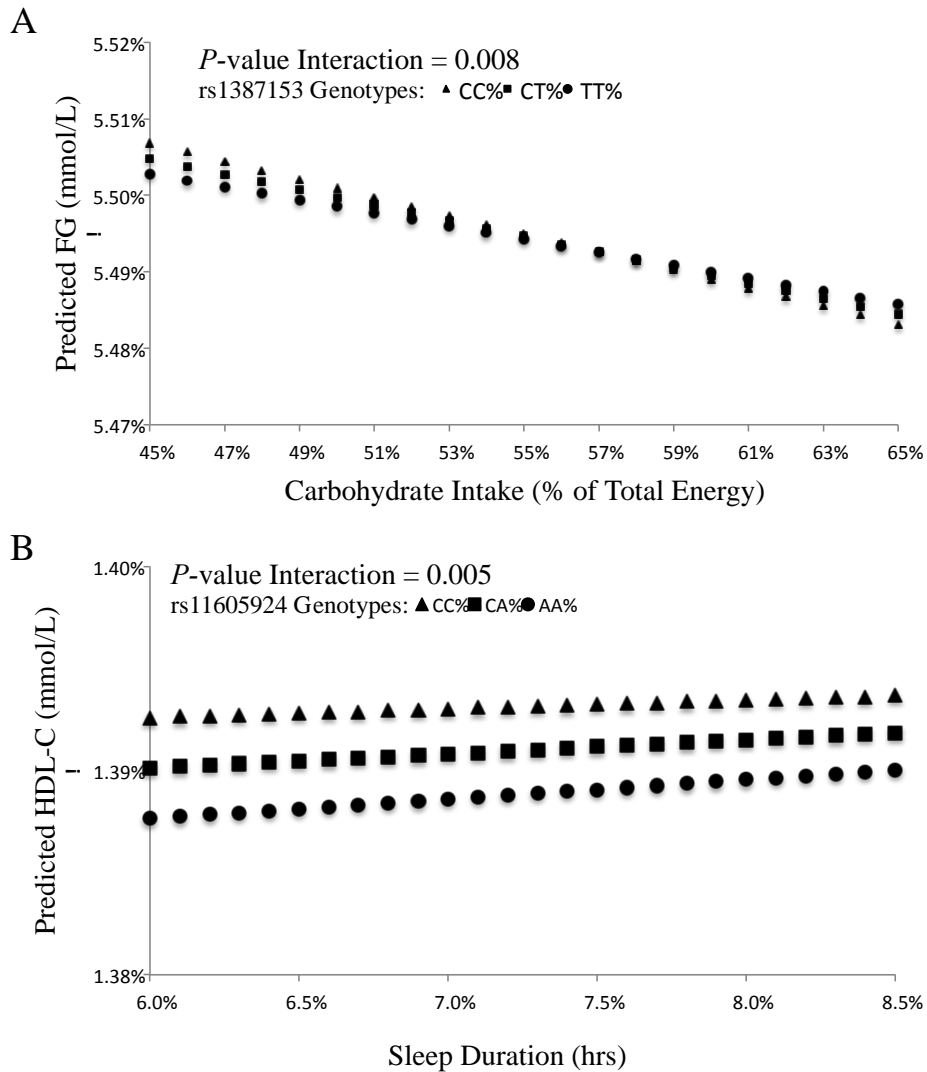 A
5.52%
P-value Interaction = 0.008
rs1387153 Genotypes: ▲ CC% ■ CT% ● TT%
5.51%
5.50%
5.49%
5.48%
5.47%
Predicted FG (mmol/L)
45% 47% 49% 51% 53% 55% 57% 59% 61% 63% 65%
Carbohydrate Intake (% of Total Energy)
B
1.40%
P-value Interaction = 0.005
rs11605924 Genotypes: ▲ CC% ■ CA% ● AA%
1.39%
1.38%
Predicted HDL-C (mmol/L)
6.0% 6.5% 7.0% 7.5% 8.0% 8.5%
Sleep Duration (hrs)